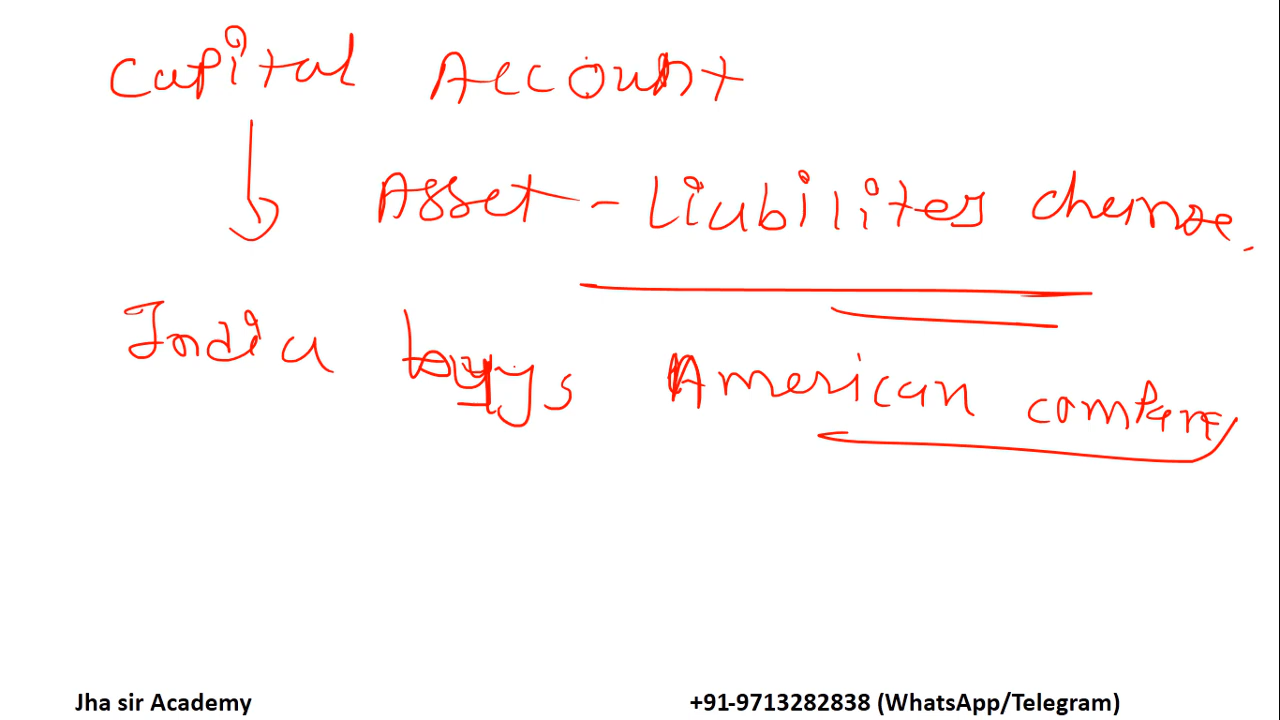 Capital Account
Asset - Liabilites change.
India buys American company
Jha sir Academy +91-9713282838 (WhatsApp/Telegram)